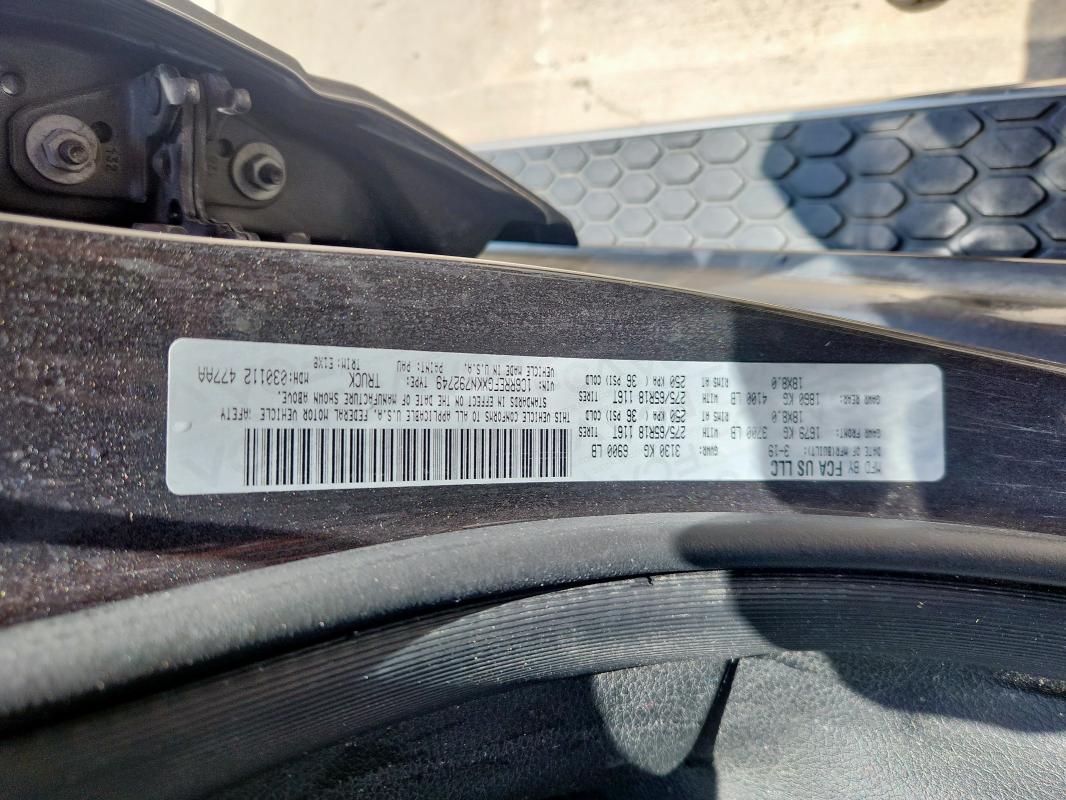 MFD BY FCA US LLC
DATE OF MFR(BUILT): 3-19
GVWR: 3130 KG 6900 LB
GAWR FRONT: 1679 KG 3700 LB WITH 275/65R18 116T TIRES
18X8.0 RIMS AT 250 KPA( 36 PSI COLD
GAWR REAR: 1860 KG 4100 LB WITH 275/65R18 116T TIRES
18X8.0 RIMS AT 250 KPA 36 PSI COLD
THIS VEHICLE CONFORMS TO ALL APPLICABLE U.S.A. FEDERAL MOTOR VEHICLE SAFETY
STANDARDS IN EFFECT ON THE DATE OF MANUFACTURE SHOWN ABOVE.
VIN: 1C6RREFGXKN792749 TYPE: TRUCK MDH:030112 477AA
VEHICLE MADE IN U.S.A. PAINT: PAU TRIM:
132